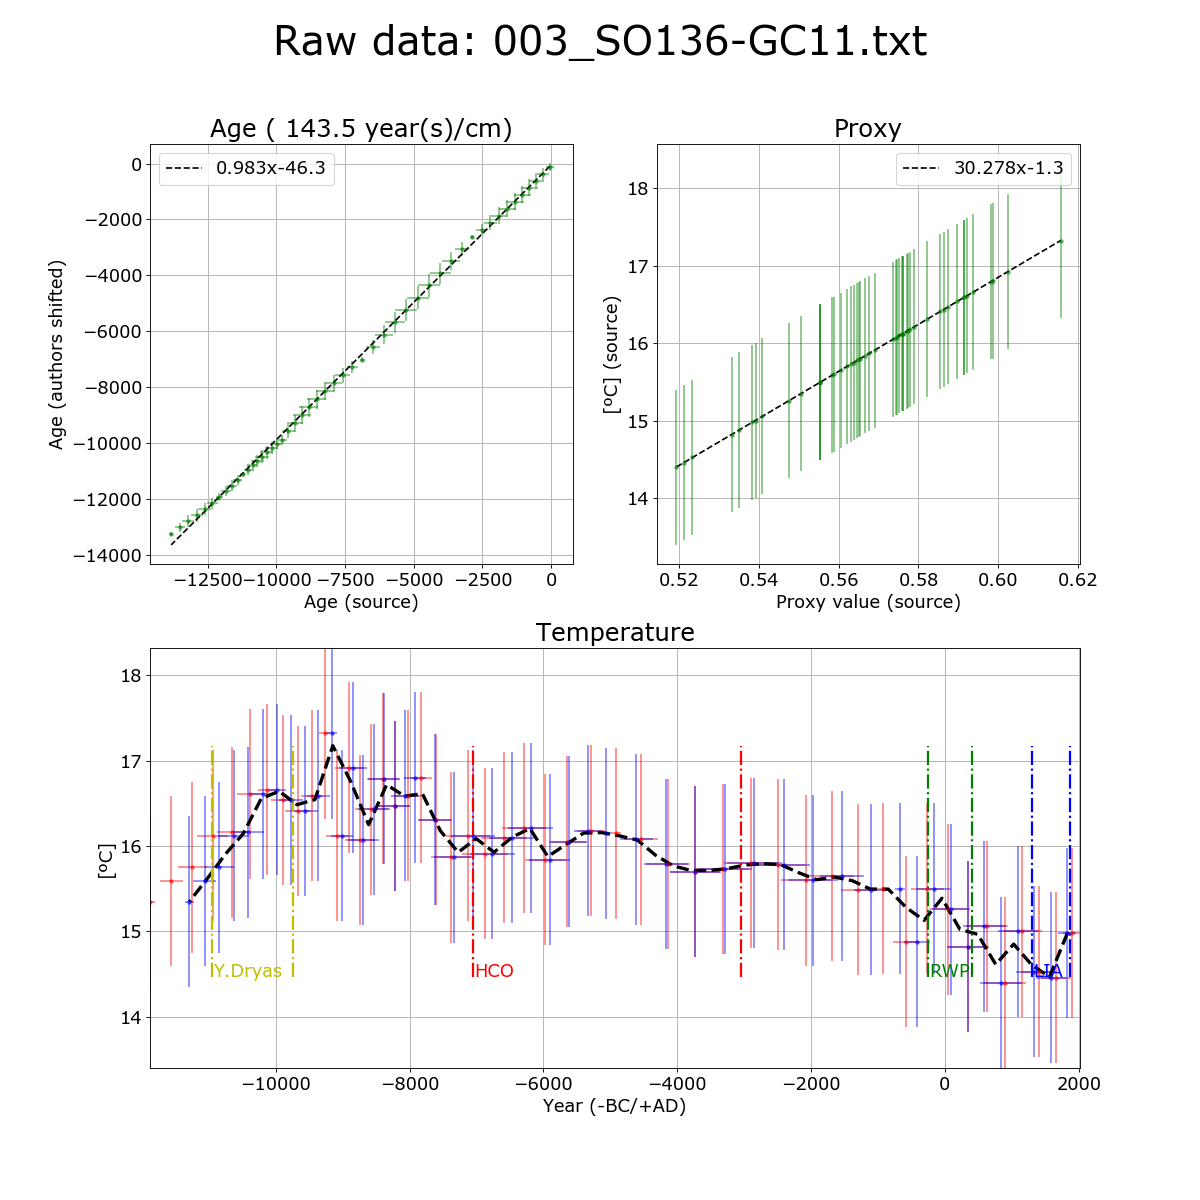 Raw data: 003_SO136-GC11.txt
Age ( 143.5 year(s)/cm)
0.983x-46.3
0
−2000
−4000
−6000
−8000
−10000
−12000
−14000
Age (authors shifted)
−12500 −10000 −7500 −5000 −2500 0
Age (source)
Proxy
30.278x-1.3
18
17
16
15
14
[ºC] (source)
0.52 0.54 0.56 0.58 0.60 0.62
Proxy value (source)
Temperature
18
17
16
15
14
[ºC]
Y.Dryas HCO RWP LIA
−10000 −8000 −6000 −4000 −2000 0 2000
Year (-BC/+AD)